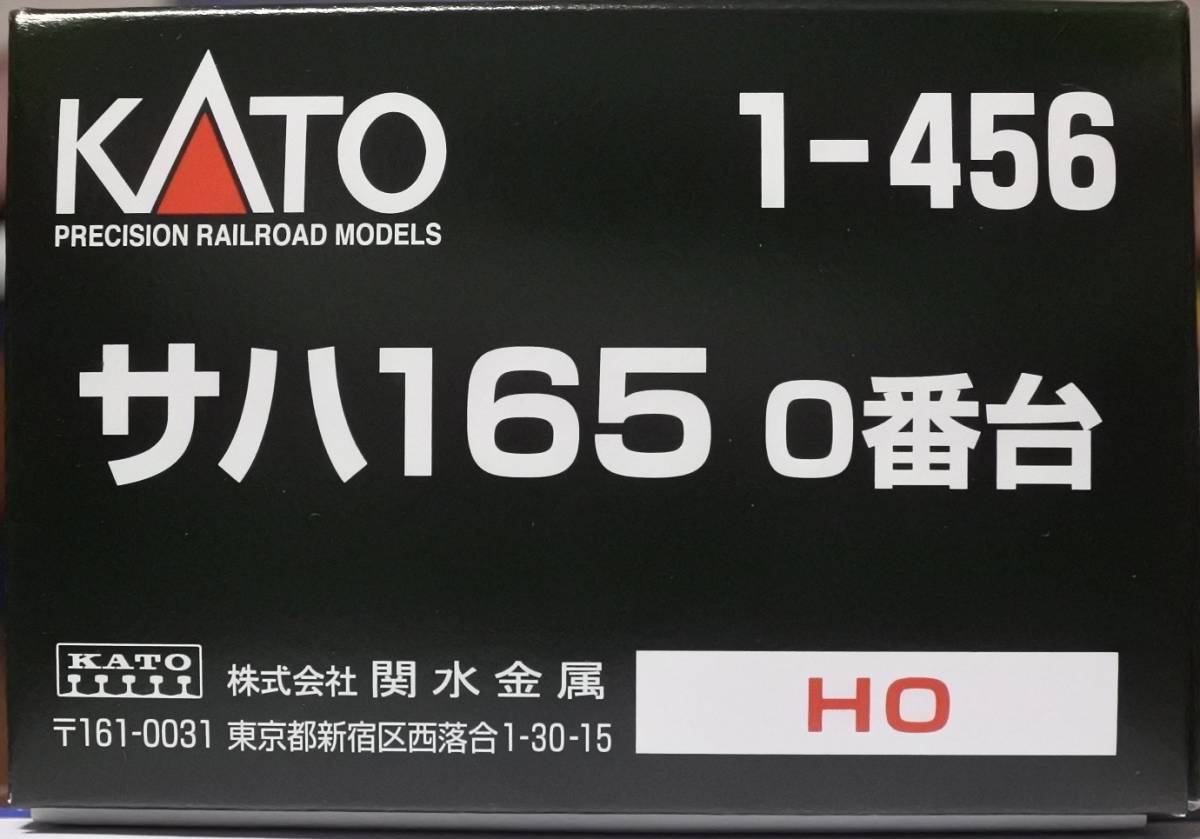 KATO 1-456
PRECISION RAILROAD MODELS
サハ165 0番台
KATO 株式会社 関水金属
〒161-0031 東京都新宿区西落合1-30-15
HO